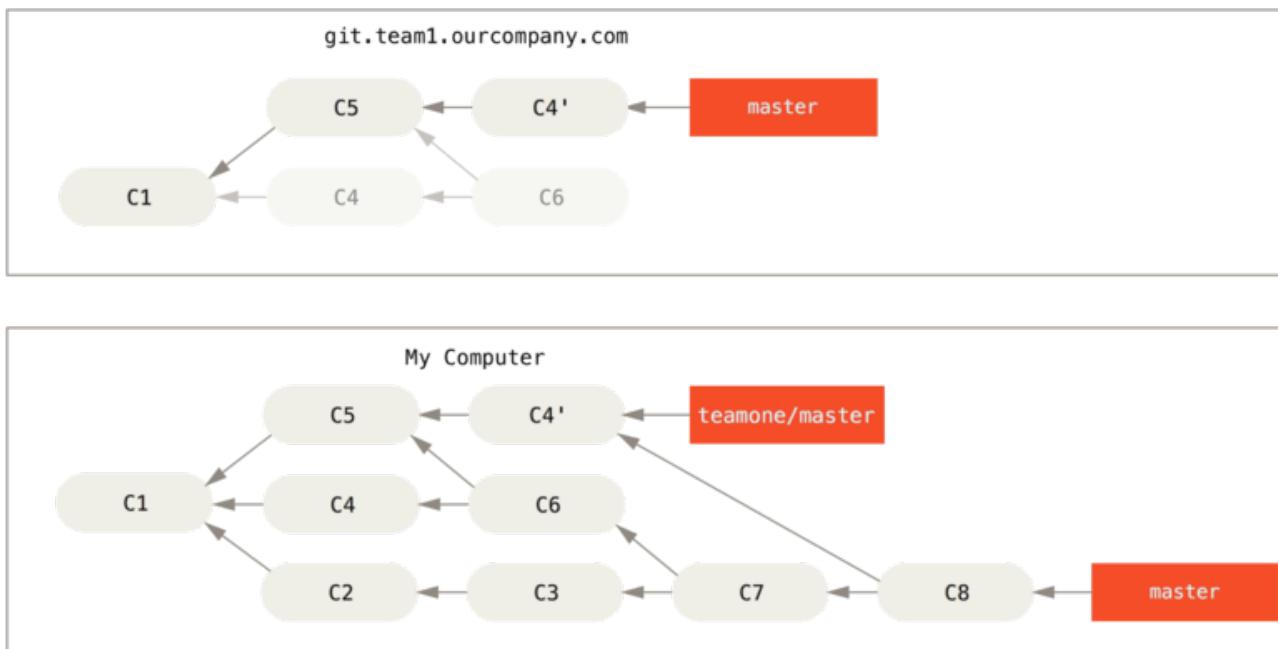 git.team1.ourcompany.com
C5 C4' master
C1 C4 C6
My Computer
C5 C4' teamone/master
C1 C4 C6
C2 C3 C7 C8 master